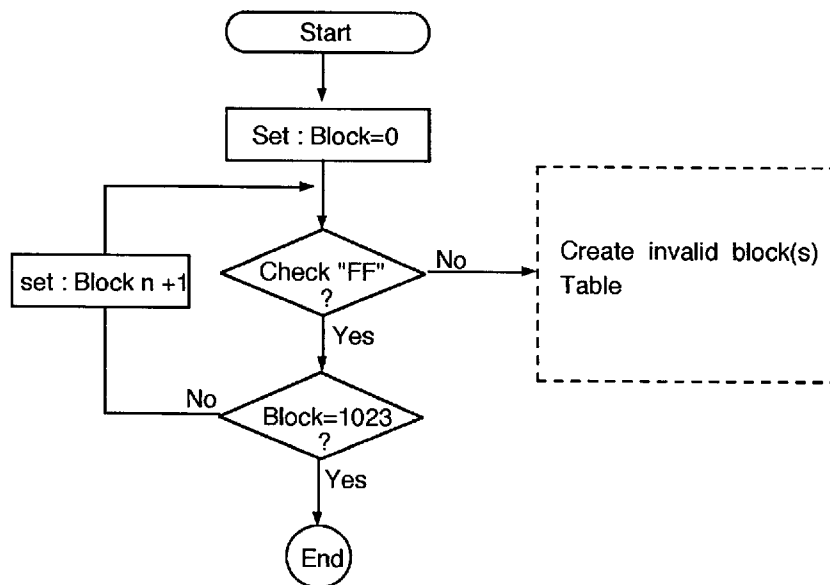 Start
Set : Block=0
set : Block n +1
Check "FF"
?
No
Create invalid block(s)
Table
Yes
No
Block=1023
?
Yes
End